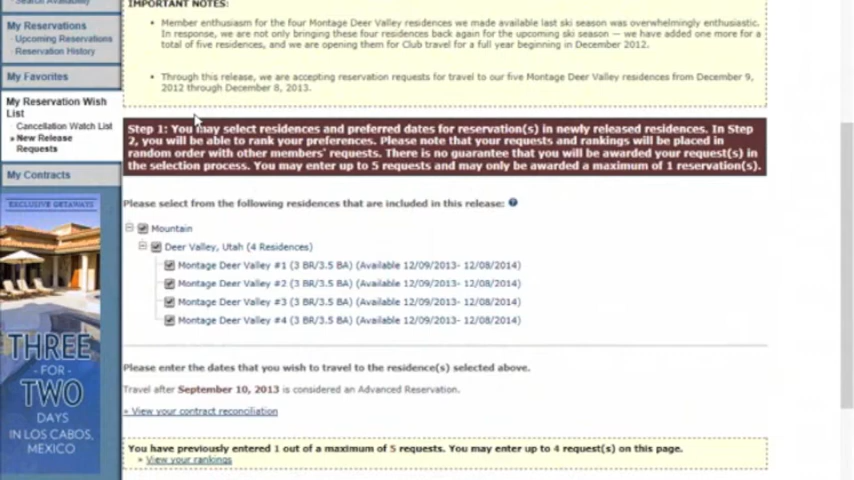 Search Availability
My Reservations
Upcoming Reservations
Reservation History
My Favorites
My Reservation Wish
List
Cancellation Watch List
» New Release
Requests
My Contracts
EXCLUSIVE GETAWAYS
THREE
- FOR -
TWO
DAYS
IN LOS CABOS,
MEXICO
IMPORTANT NOTES:
• Member enthusiasm for the four Montage Deer Valley residences we made available last ski season was overwhelmingly enthusiastic.
In response, we are not only bringing these four residences back again for the upcoming ski season — we have added one more for a
total of five residences, and we are opening them for Club travel for a full year beginning in December 2012.
• Through this release, we are accepting reservation requests for travel to our five Montage Deer Valley residences from December 9,
2012 through December 8, 2013.
Step 1: You may select residences and preferred dates for reservation(s) in newly released residences. In Step
2, you will be able to rank your preferences. Please note that your requests and rankings will be placed in
random order with other members' requests. There is no guarantee that you will be awarded your request(s) in
the selection process. You may enter up to 5 requests and may only be awarded a maximum of 1 reservation(s).
Please select from the following residences that are included in this release:
Mountain
Deer Valley, Utah (4 Residences)
Montage Deer Valley #1 (3 BR/3.5 BA) (Available 12/09/2013- 12/08/2014)
Montage Deer Valley #2 (3 BR/3.5 BA) (Available 12/09/2013- 12/08/2014)
Montage Deer Valley #3 (3 BR/3.5 BA) (Available 12/09/2013- 12/08/2014)
Montage Deer Valley #4 (3 BR/3.5 BA) (Available 12/09/2013- 12/08/2014)
Please enter the dates that you wish to travel to the residence(s) selected above.
Travel after September 10, 2013 is considered an Advanced Reservation.
» View your contract reconciliation
You have previously entered 1 out of a maximum of 5 requests. You may enter up to 4 request(s) on this page.
» View your rankings